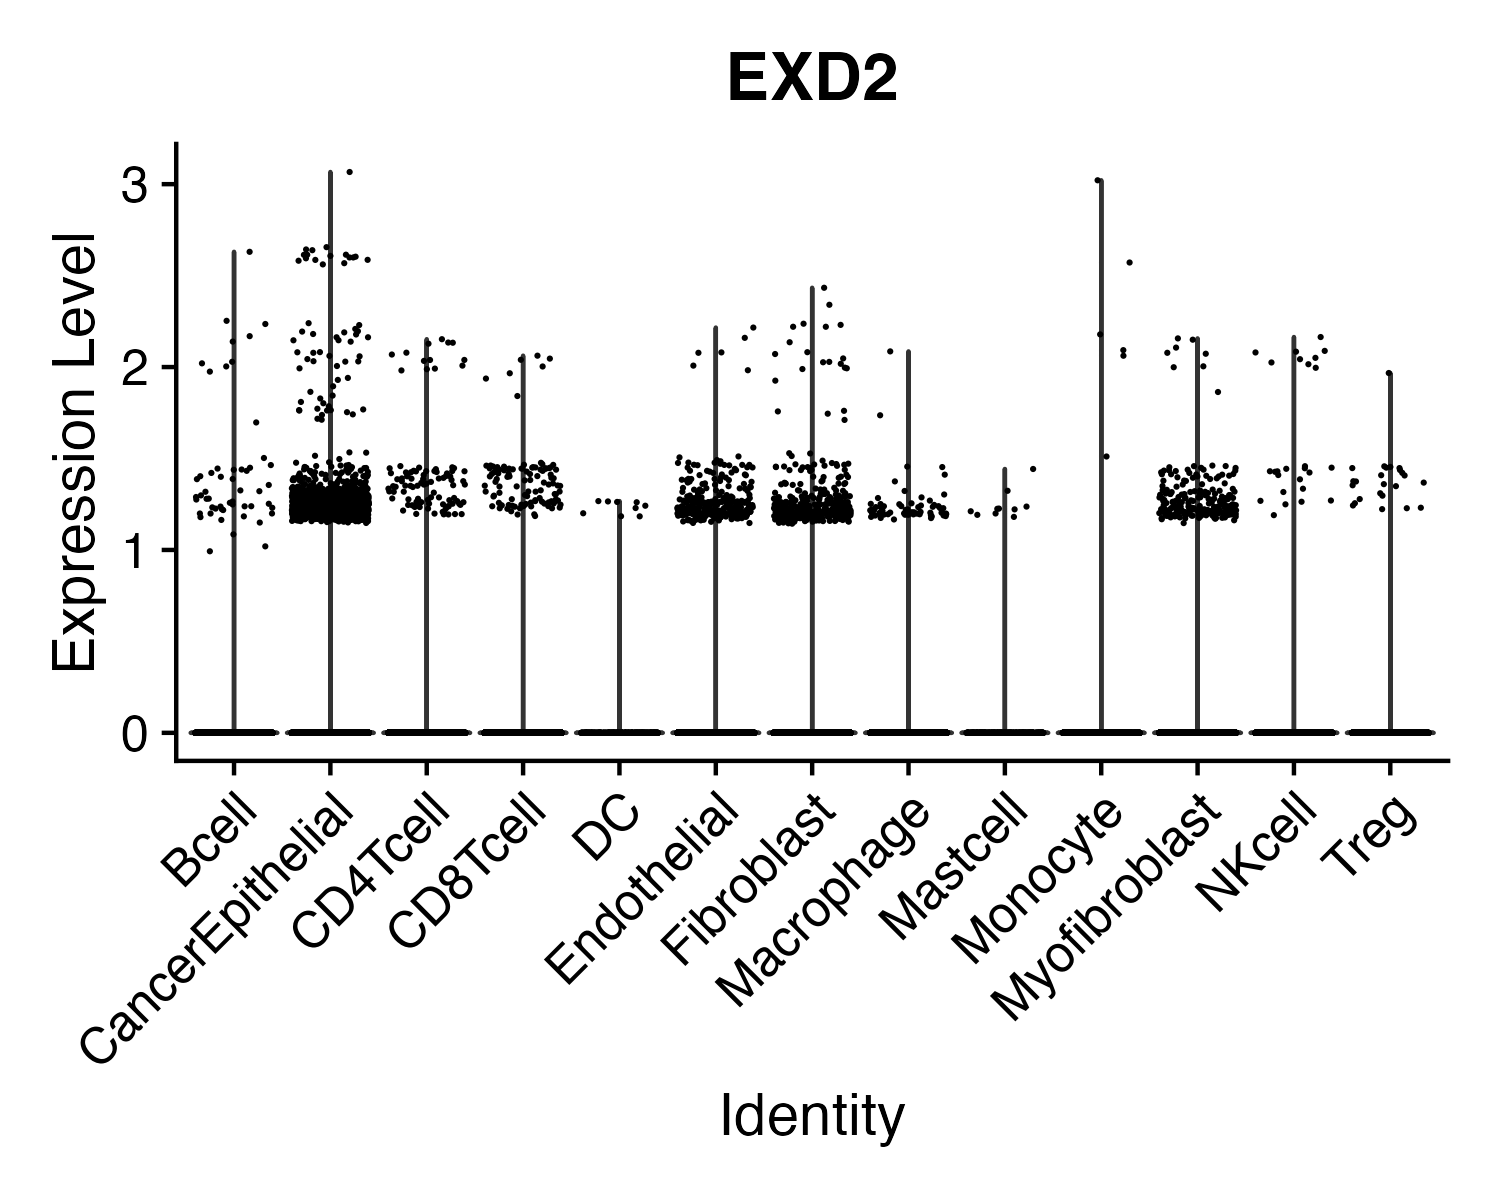 EXD2
Expression Level
3
2
1
0
Bcell
CancerEpithelial
CD4Tcell
CD8Tcell
DC
Endothelial
Fibroblast
Macrophage
Mastcell
Monocyte
Myofibroblast
NKcell
Treg
Identity